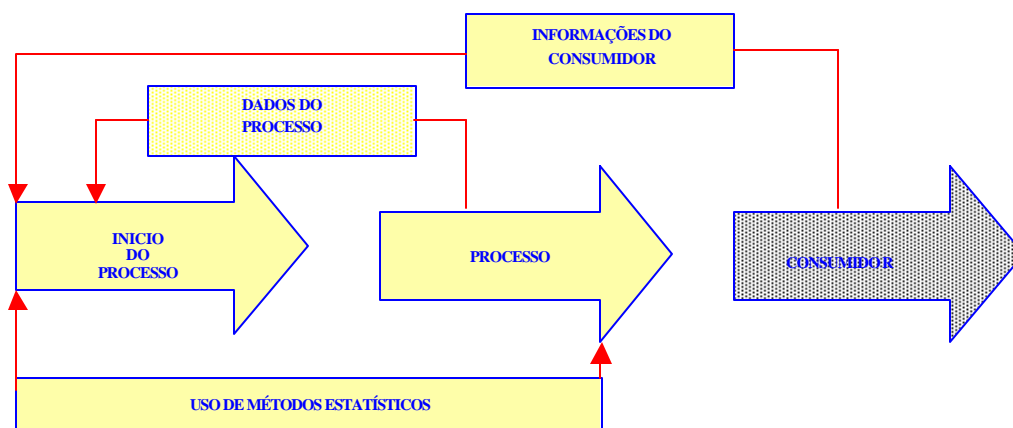 INFORMAÇÕES DO
CONSUMIDOR
DADOS DO
PROCESSO
INICIO
DO
PROCESSO
PROCESSO
CONSUMIDOR
USO DE MÉTODOS ESTATÍSTICOS